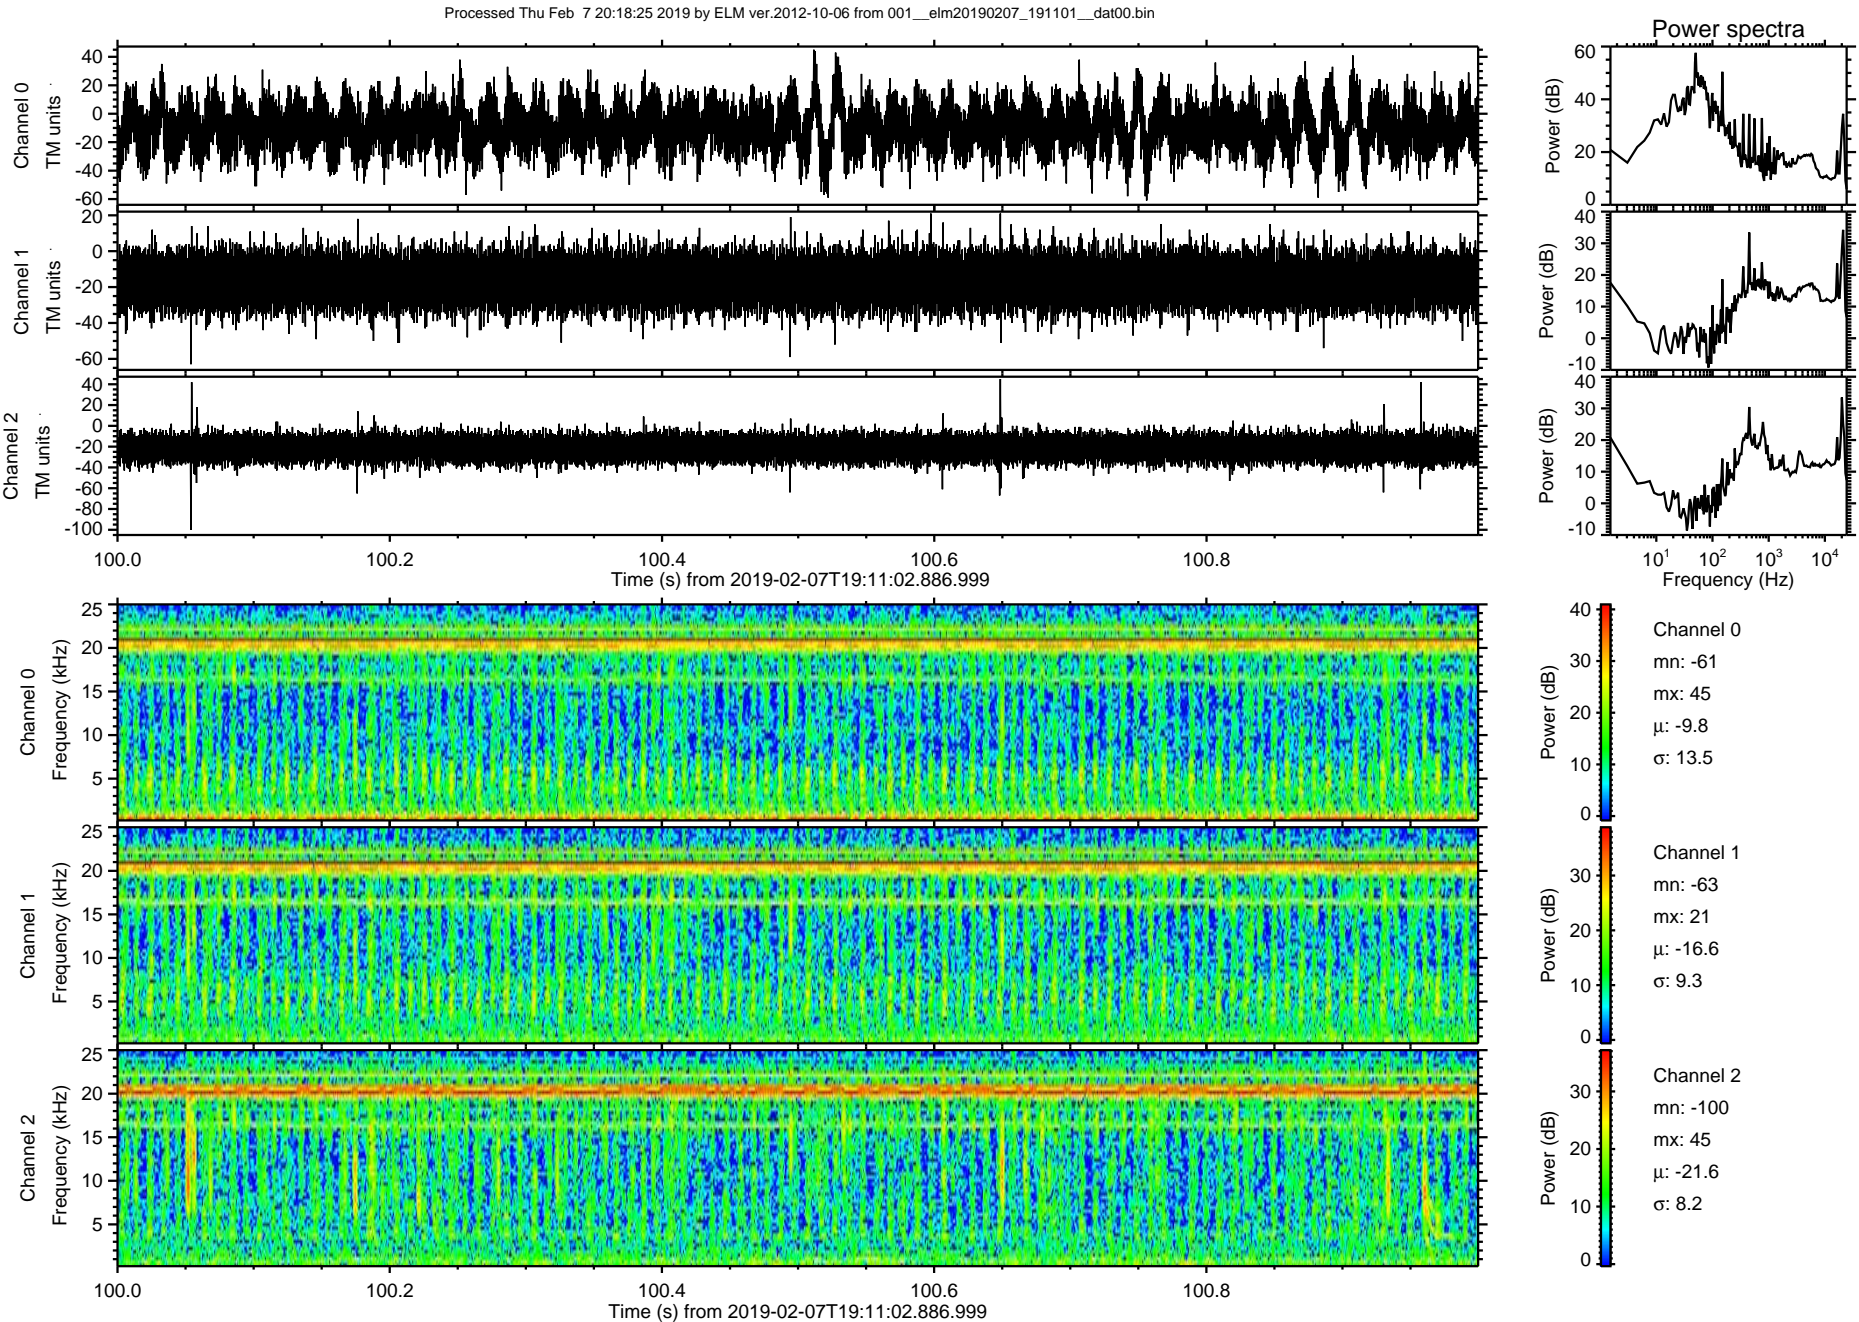 Processed Thu Feb  7 20:18:25 2019 by ELM ver.2012-10-06 from 001__elm20190207_191101__dat00.bin
Power spectra
Channel 0
TM units
40
20
0
-20
-40
-60
Power (dB)
60
40
20
0
Channel 1
TM units
20
0
-20
-40
-60
Power (dB)
40
30
20
10
0
-10
Channel 2
TM units
40
20
0
-20
-40
-60
-80
-100
Power (dB)
40
30
20
10
0
-10
100.0 100.2 100.4 100.6 100.8
Time (s) from 2019-02-07T19:11:02.886.999
10^1 10^2 10^3 10^4
Frequency (Hz)
Channel 0
Frequency (kHz)
25
20
15
10
5
Power (dB)
40
30
20
10
0
Channel 0
mn: -61
mx: 45
μ: -9.8
σ: 13.5
Channel 1
Frequency (kHz)
25
20
15
10
5
Power (dB)
30
20
10
0
Channel 1
mn: -63
mx: 21
μ: -16.6
σ: 9.3
Channel 2
Frequency (kHz)
25
20
15
10
5
Power (dB)
30
20
10
0
Channel 2
mn: -100
mx: 45
μ: -21.6
σ: 8.2
100.0 100.2 100.4 100.6 100.8
Time (s) from 2019-02-07T19:11:02.886.999